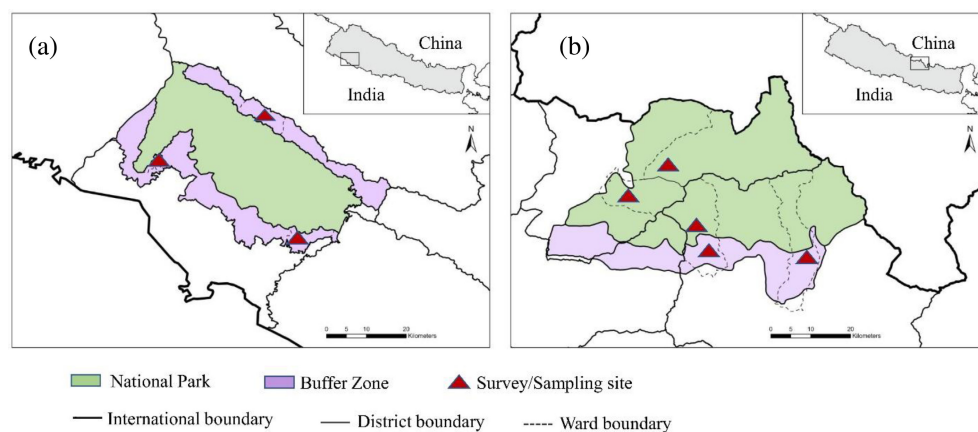 (a)
China
India
N
0 5 10 20
Kilometers
(b)
China
India
N
0 5 10 20
Kilometers
National Park
Buffer Zone
Survey/Sampling site
International boundary
District boundary
Ward boundary